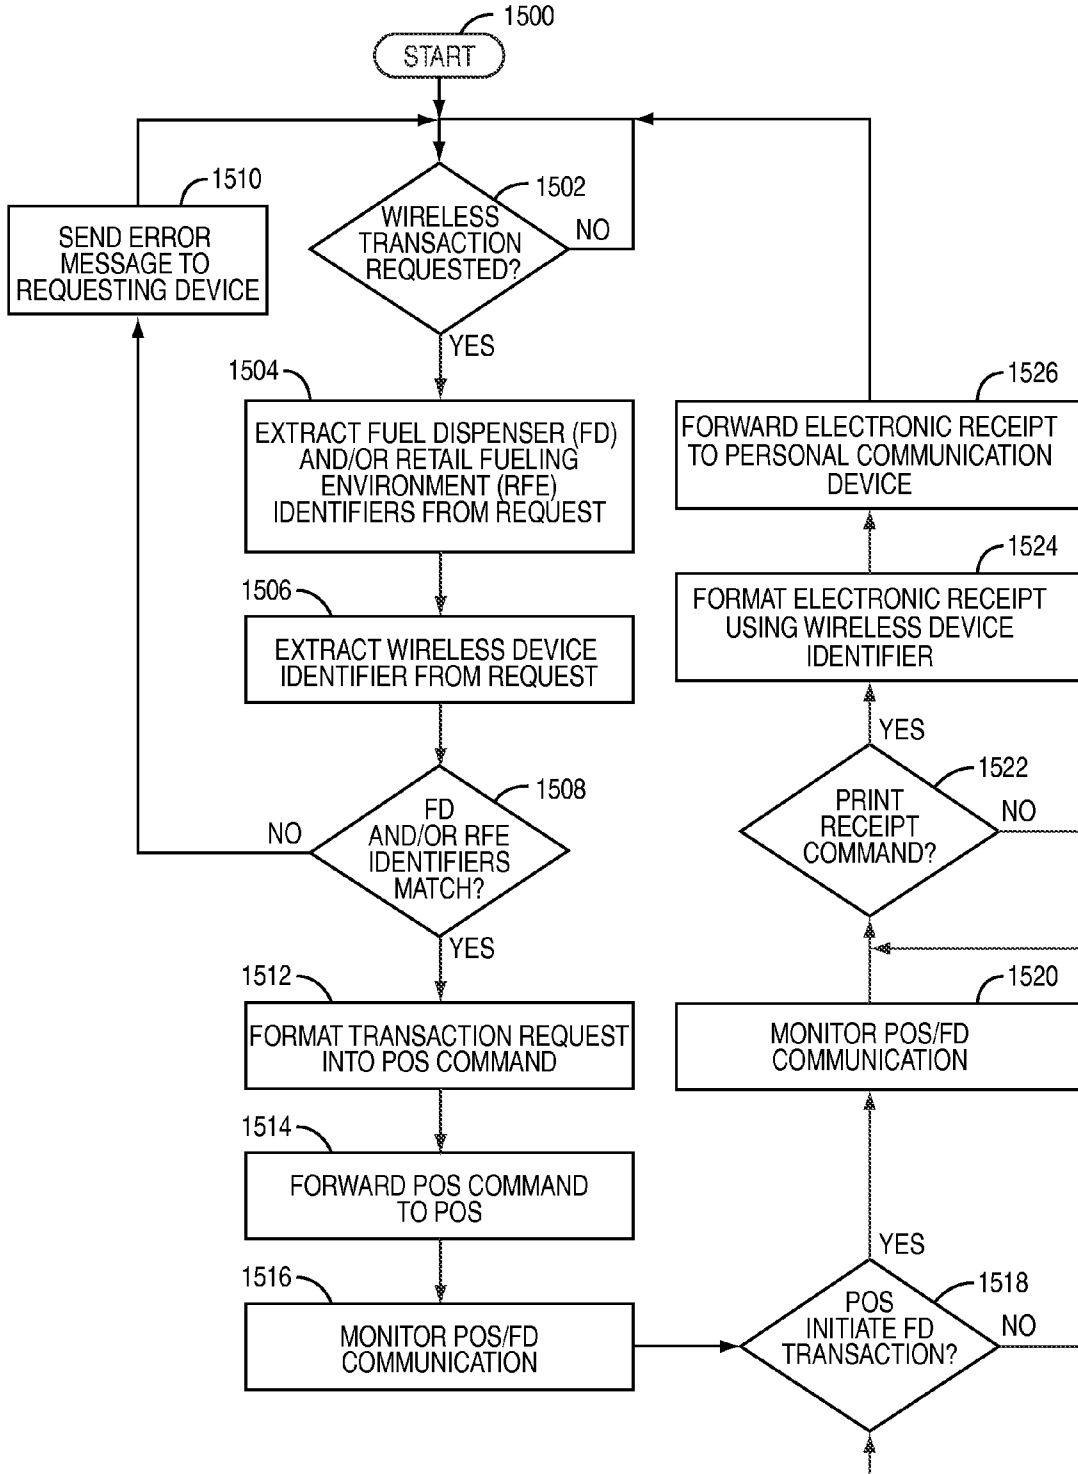 1500
START
1502
WIRELESS
TRANSACTION
REQUESTED?
NO
YES
1510
SEND ERROR
MESSAGE TO
REQUESTING DEVICE
1504
EXTRACT FUEL DISPENSER (FD)
AND/OR RETAIL FUELING
ENVIRONMENT (RFE)
IDENTIFIERS FROM REQUEST
1506
EXTRACT WIRELESS DEVICE
IDENTIFIER FROM REQUEST
1508
FD
AND/OR RFE
IDENTIFIERS
MATCH?
NO
YES
1512
FORMAT TRANSACTION REQUEST
INTO POS COMMAND
1514
FORWARD POS COMMAND
TO POS
1516
MONITOR POS/FD
COMMUNICATION
1518
POS
INITIATE FD
TRANSACTION?
NO
YES
1520
MONITOR POS/FD
COMMUNICATION
1522
PRINT
RECEIPT
COMMAND?
NO
YES
1524
FORMAT ELECTRONIC RECEIPT
USING WIRELESS DEVICE
IDENTIFIER
1526
FORWARD ELECTRONIC RECEIPT
TO PERSONAL COMMUNICATION
DEVICE